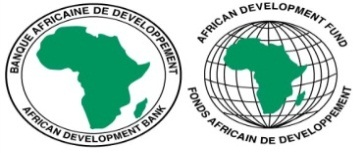 BANQUE AFRICAINE DE DEVELOPPEMENT
AFRICAN DEVELOPMENT BANK
AFRICAN DEVELOPMENT FUND
FONDS AFRICAIN DE DEVELOPPEMENT